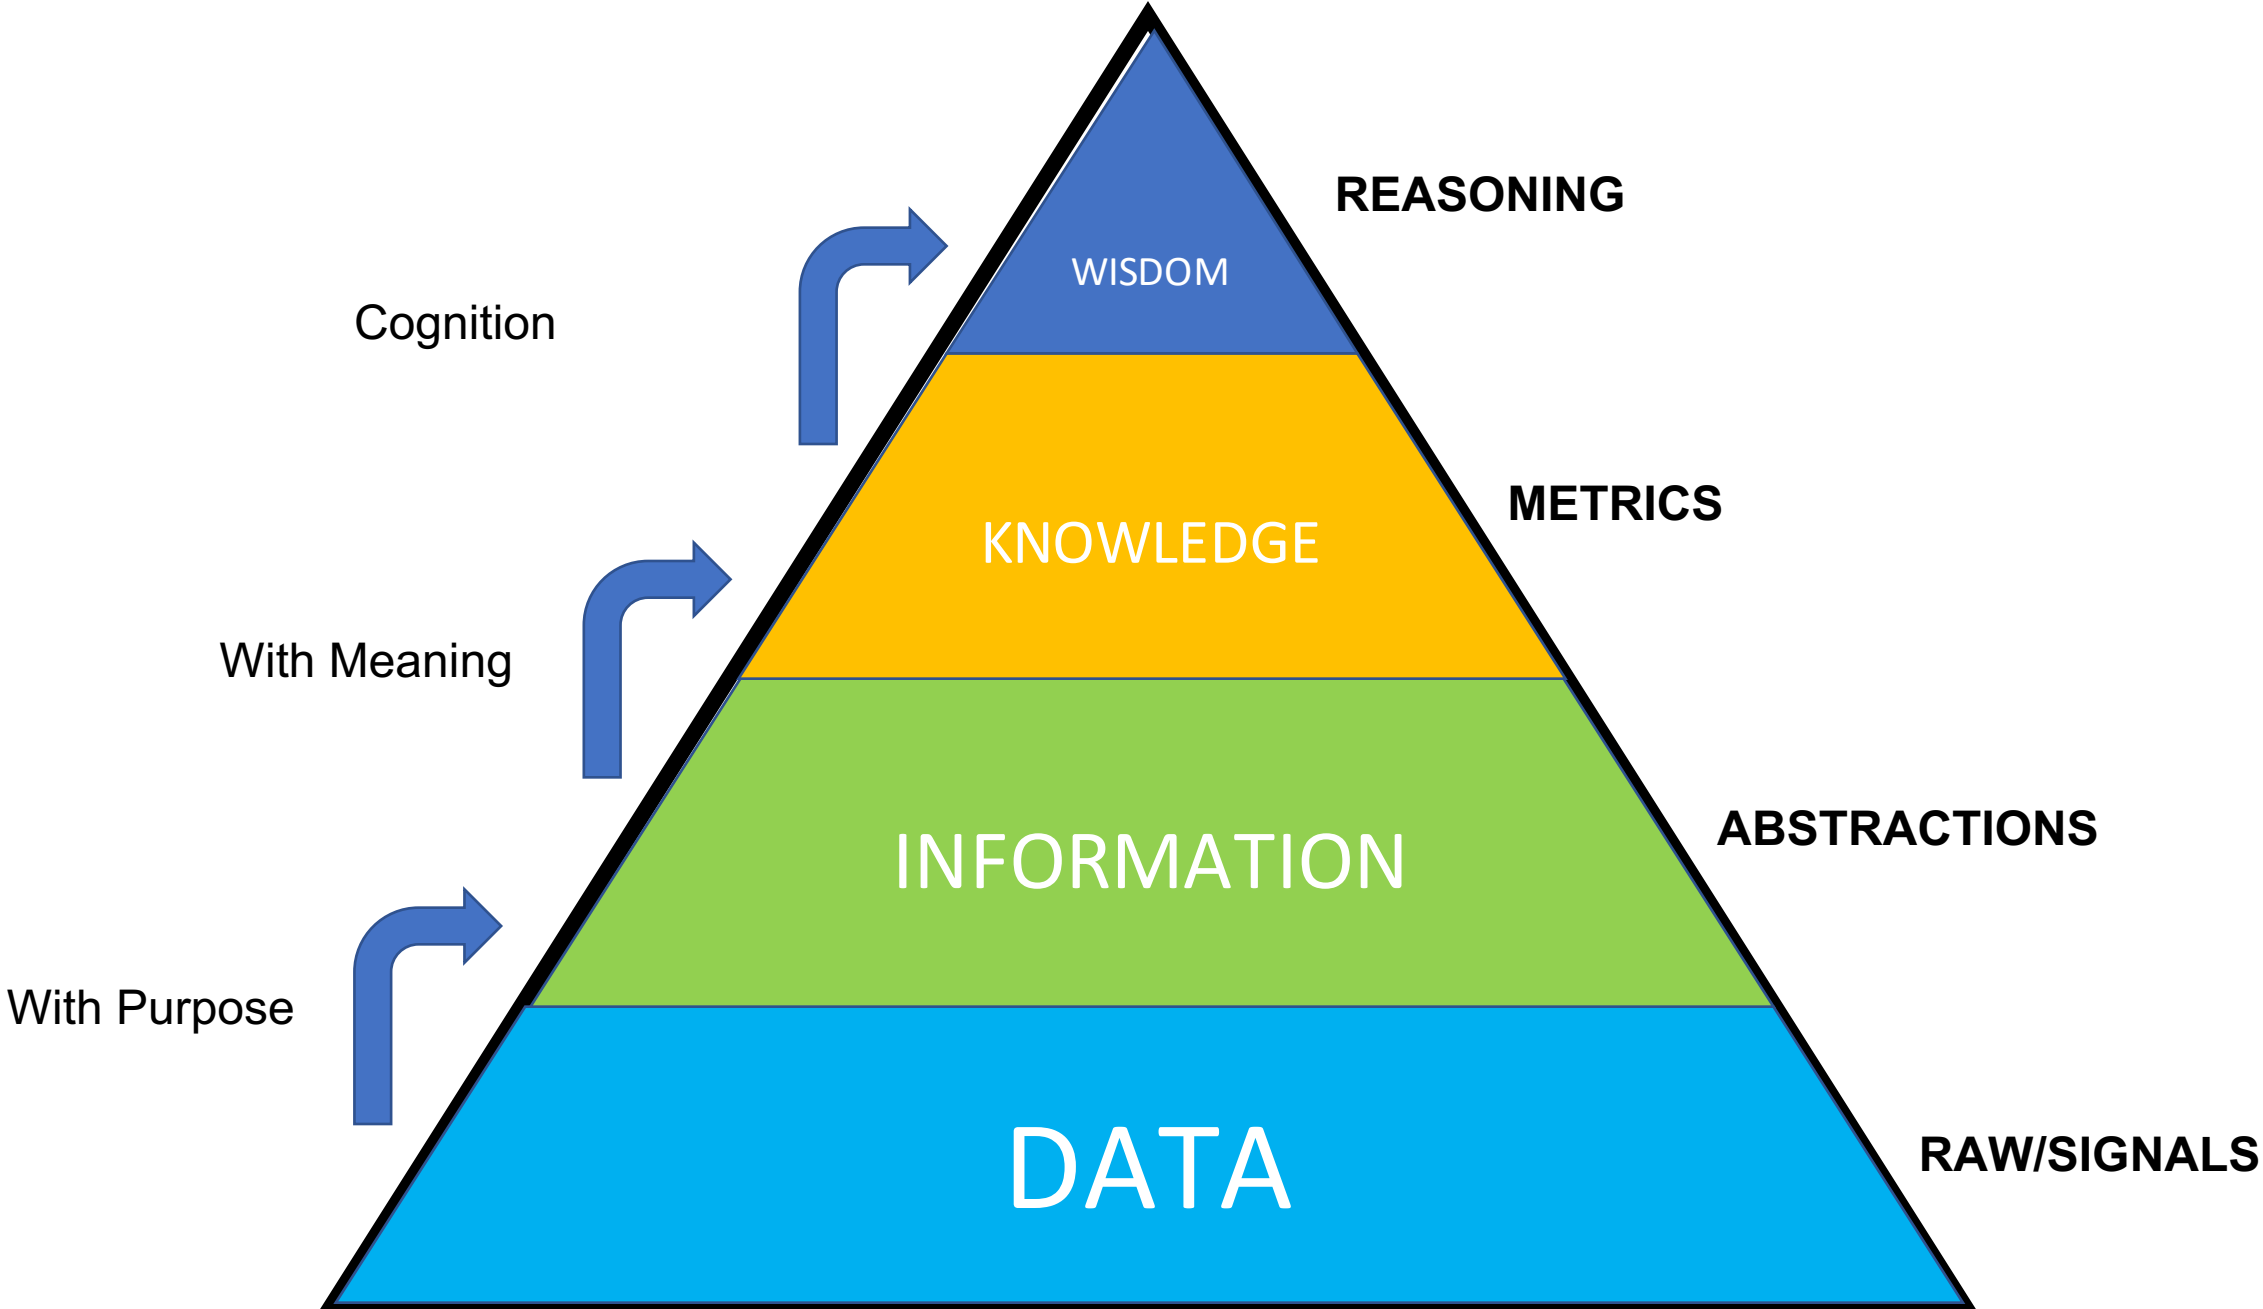 REASONING
WISDOM
Cognition
METRICS
KNOWLEDGE
With Meaning
ABSTRACTIONS
INFORMATION
With Purpose
RAW/SIGNALS
DATA